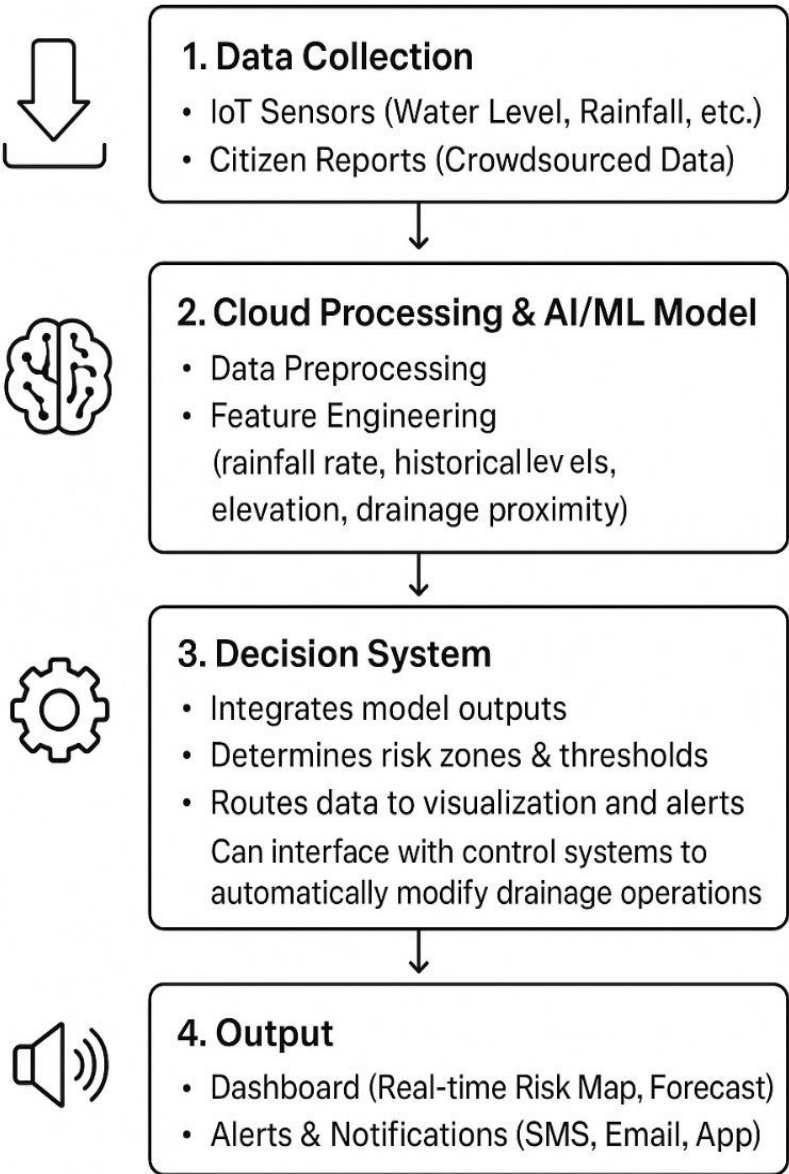 1. Data Collection
• IoT Sensors (Water Level, Rainfall, etc.)
• Citizen Reports (Crowdsourced Data)
2. Cloud Processing & AI/ML Model
• Data Preprocessing
• Feature Engineering
(rainfall rate, historical lev els,
elevation, drainage proximity)
3. Decision System
• Integrates model outputs
• Determines risk zones & thresholds
• Routes data to visualization and alerts
Can interface with control systems to
automatically modify drainage operations
4. Output
• Dashboard (Real-time Risk Map, Forecast)
• Alerts & Notifications (SMS, Email, App)